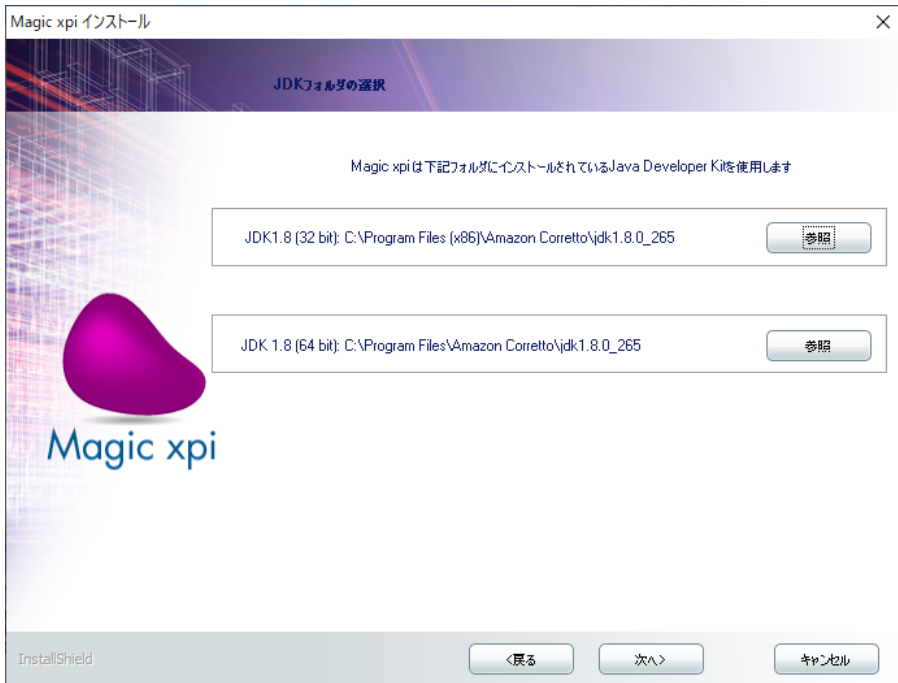 Magic xpi インストール
JDKフォルダの選択
Magic xpiは下記フォルダにインストールされているJava Developer Kitを使用します
JDK1.8 (32 bit): C:\Program Files (x86)\Amazon Corretto\jdk1.8.0_265
参照
JDK 1.8 (64 bit): C:\Program Files\Amazon Corretto\jdk1.8.0_265
参照
Magic xpi
InstallShield
<戻る
次へ>
キャンセル